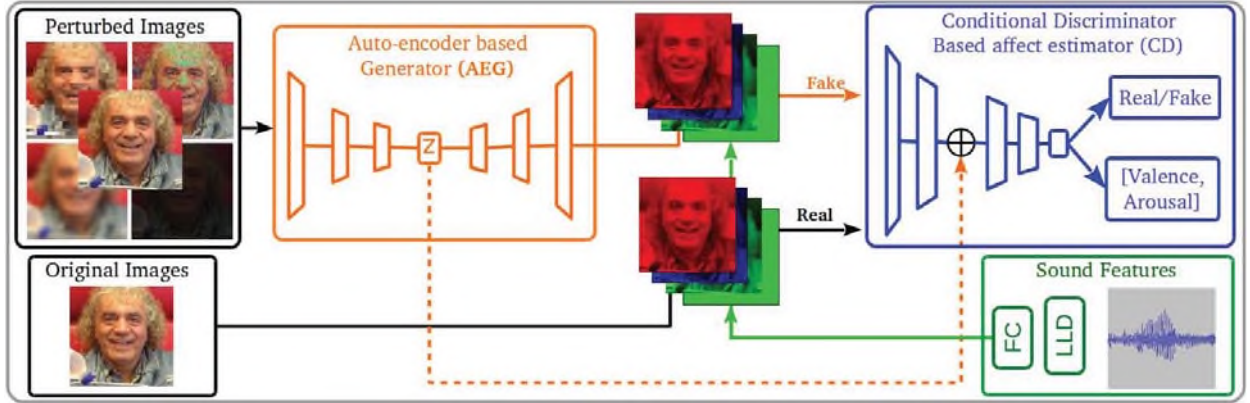 Perturbed Images
Auto-encoder based
Generator (AEG)
Z
Fake
Real
Conditional Discriminator
Based affect estimator (CD)
Real/Fake
[Valence,
Arousal]
Original Images
Sound Features
FC
LLD